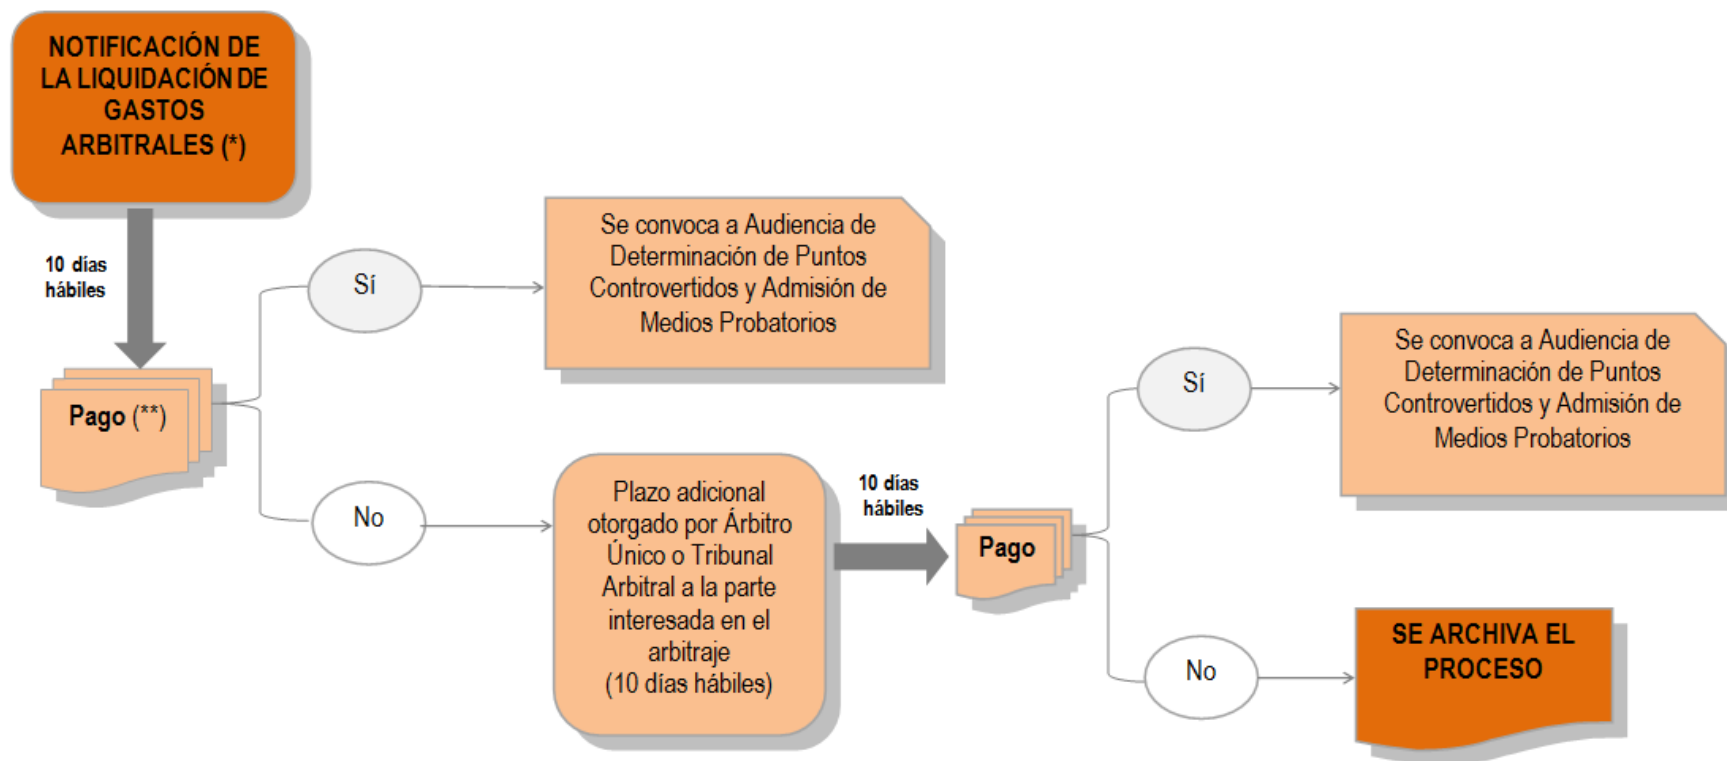 NOTIFICACIÓN DE
LA LIQUIDACIÓN DE
GASTOS
ARBITRALES (*)
10 días
hábiles
Pago (**)
Sí
Se convoca a Audiencia de
Determinación de Puntos
Controvertidos y Admisión de
Medios Probatorios
No
Plazo adicional
otorgado por Árbitro
Único o Tribunal
Arbitral a la parte
interesada en el
arbitraje
(10 días hábiles)
10 días
hábiles
Pago
Sí
Se convoca a Audiencia de
Determinación de Puntos
Controvertidos y Admisión de
Medios Probatorios
No
SE ARCHIVA EL
PROCESO